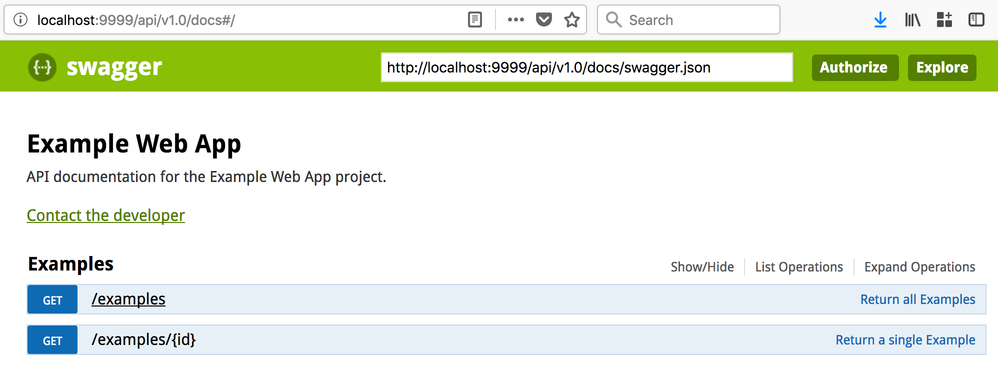 localhost:9999/api/v1.0/docs#/
Search
{··}
swagger
http://localhost:9999/api/v1.0/docs/swagger.json
Authorize
Explore
Example Web App
API documentation for the Example Web App project.
Contact the developer
Examples
Show/Hide
List Operations
Expand Operations
GET /examples Return all Examples
GET /examples/{id} Return a single Example